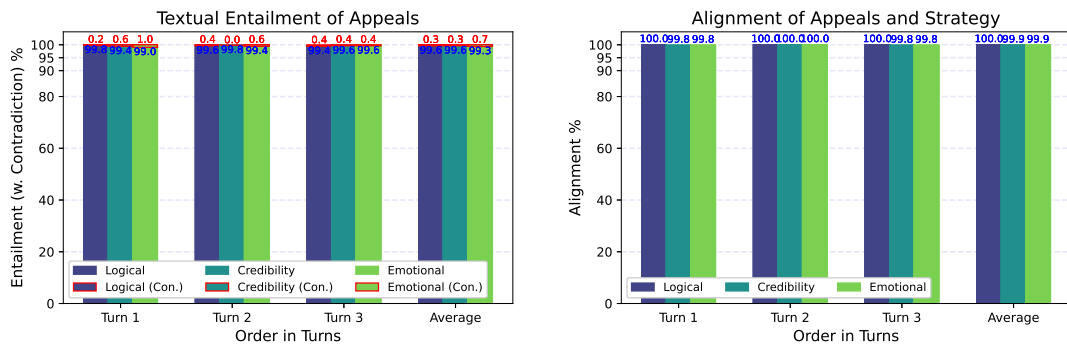 Textual Entailment of Appeals
Entailment (w. Contradiction) %
100
95
90
80
60
40
20
0
0.2 0.6 1.0
99.8 99.4 99.0
0.4 0.0 0.6
99.6 99.8 99.4
0.4 0.4 0.4
99.4 99.6 99.6
0.3 0.3 0.7
99.6 99.6 99.3
Logical Credibility Emotional
Logical (Con.) Credibility (Con.) Emotional (Con.)
Turn 1 Turn 2 Turn 3 Average
Order in Turns
Alignment of Appeals and Strategy
Alignment %
100
95
90
80
60
40
20
0
100.0 99.8 99.8
100.0 100.0 100.0
100.0 99.8 99.8
100.0 99.9 99.9
Logical Credibility Emotional
Turn 1 Turn 2 Turn 3 Average
Order in Turns